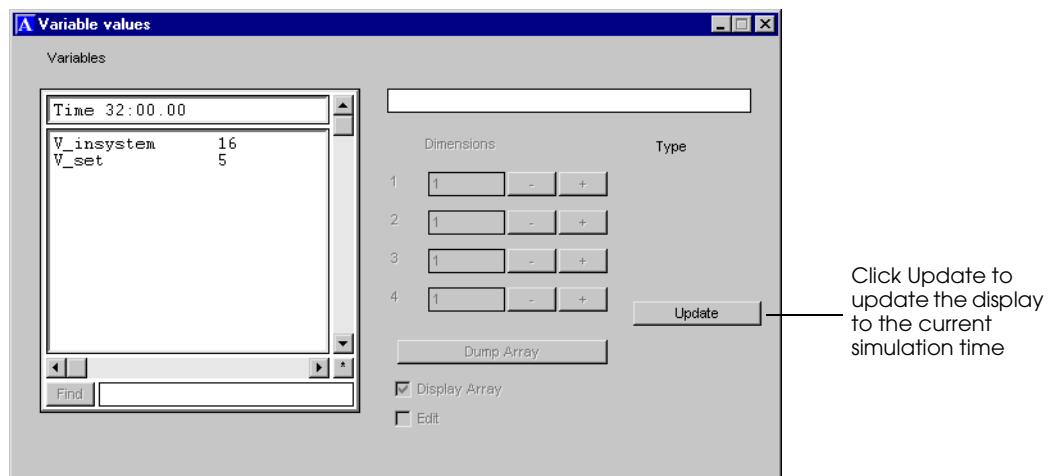 A Variable values
Variables
Time 32:00.00
V_insystem 16
V_set 5
Find
Dimensions
Type
1 1 - +
2 1 - +
3 1 - +
4 1 - +
Update
Dump Array
Display Array
Edit
Click Update to
update the display
to the current
simulation time